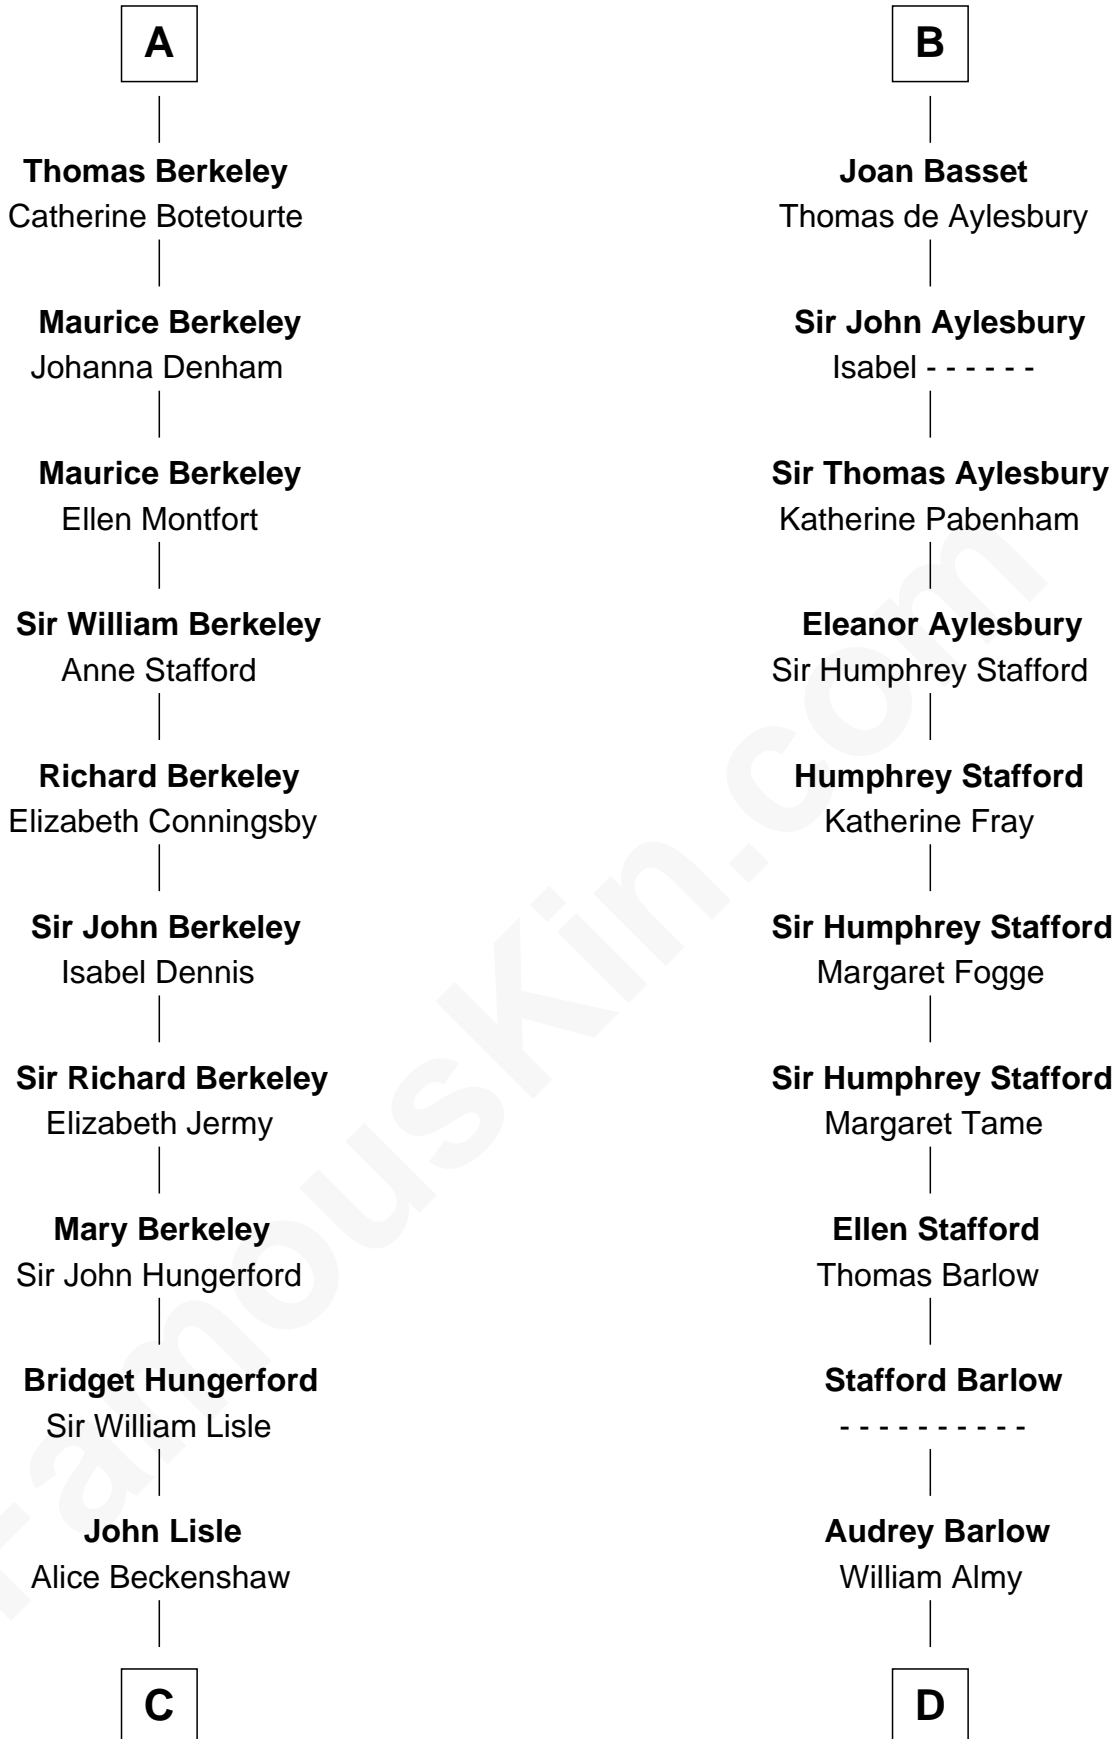 A
Thomas Berkeley
Catherine Botetourte
Maurice Berkeley
Johanna Denham
Maurice Berkeley
Ellen Montfort
Sir William Berkeley
Anne Stafford
Richard Berkeley
Elizabeth Conningsby
Sir John Berkeley
Isabel Dennis
Sir Richard Berkeley
Elizabeth Jermy
Mary Berkeley
Sir John Hungerford
Bridget Hungerford
Sir William Lisle
John Lisle
Alice Beckenshaw
C
B
Joan Basset
Thomas de Aylesbury
Sir John Aylesbury
Isabel - - - - - -
Sir Thomas Aylesbury
Katherine Pabenham
Eleanor Aylesbury
Sir Humphrey Stafford
Humphrey Stafford
Katherine Fray
Sir Humphrey Stafford
Margaret Fogge
Sir Humphrey Stafford
Margaret Tame
Ellen Stafford
Thomas Barlow
Stafford Barlow
- - - - - - - - - -
Audrey Barlow
William Almy
D
FamousKin.com